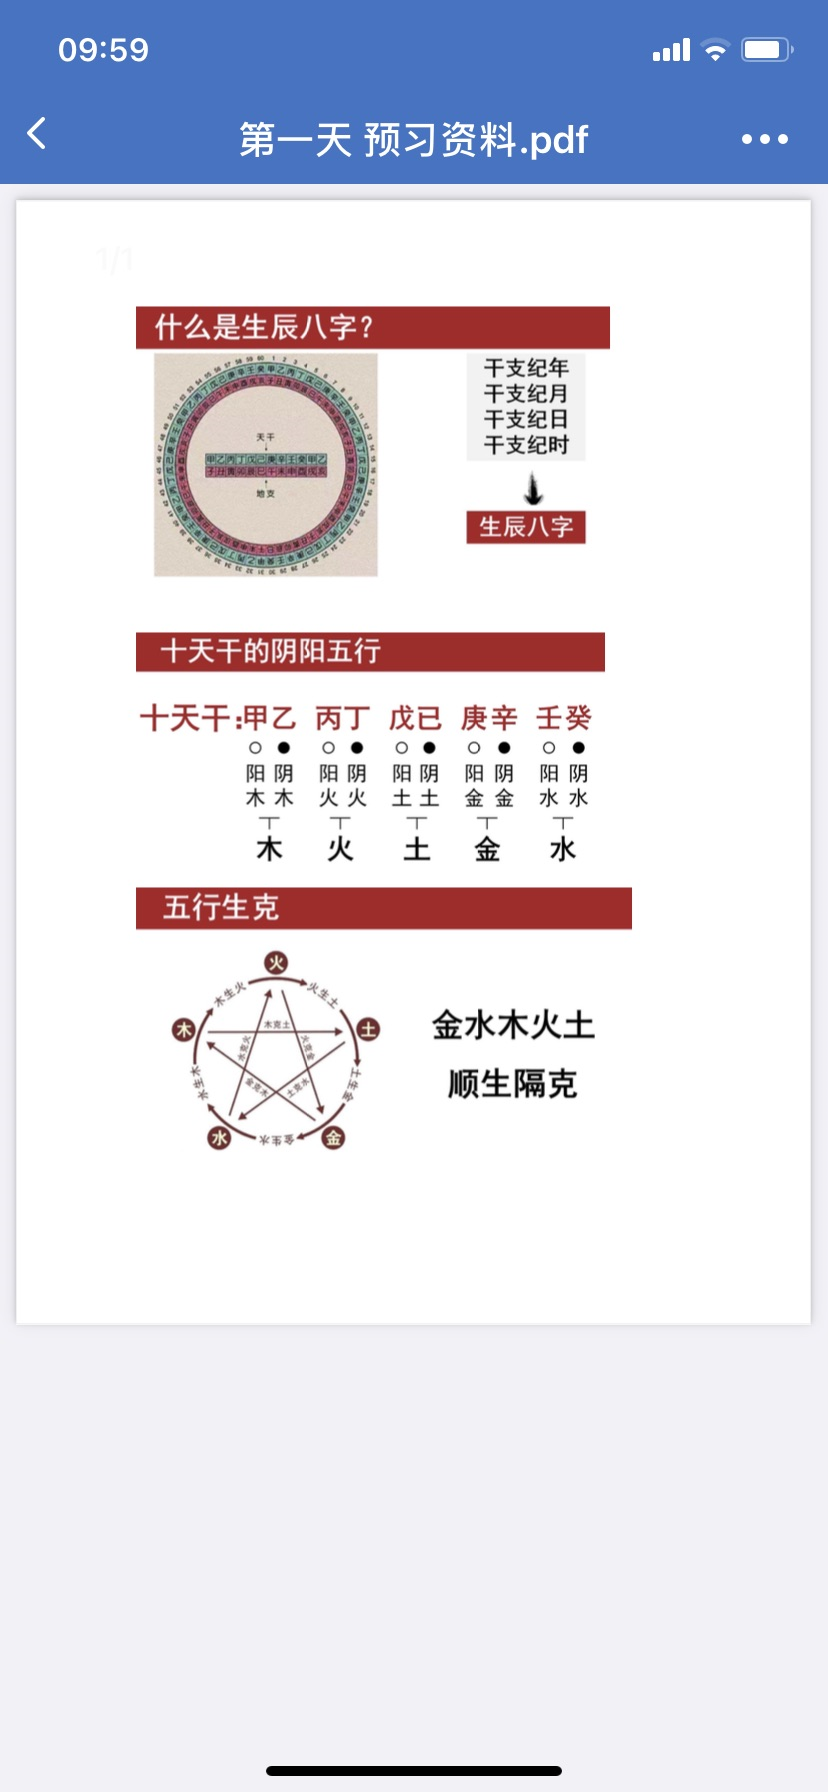 09:59
第一天 预习资料.pdf
1/1
什么是生辰八字？
天干
甲乙丙丁戊己庚辛壬癸甲乙
子丑寅卯辰巳午未申酉戌亥
地支
干支纪年
干支纪月
干支纪日
干支纪时
生辰八字
十天干的阴阳五行
十天干:甲乙 丙丁 戊已 庚辛 壬癸
阳 阴 阳 阴 阳 阴 阳 阴 阳 阴
木 木 火 火 土 土 金 金 水 水
木 火 土 金 水
五行生克
火
木生火
火生土
木
木克土
土
水克火
火克金
水生木
金克木
土克水
土生金
水
金生水
金
金水木火土
顺生隔克